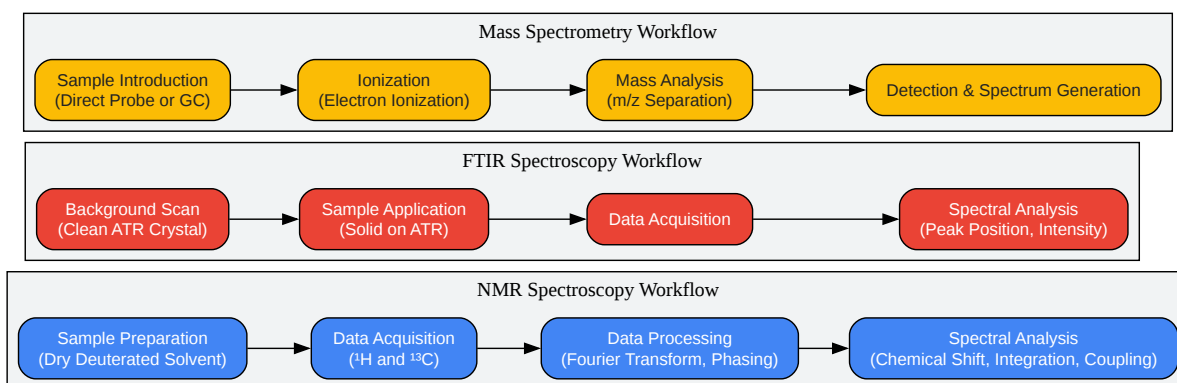 Mass Spectrometry Workflow
Sample Introduction
(Direct Probe or GC)
Ionization
(Electron Ionization)
Mass Analysis
(m/z Separation)
Detection & Spectrum Generation
FTIR Spectroscopy Workflow
Background Scan
(Clean ATR Crystal)
Sample Application
(Solid on ATR)
Data Acquisition
Spectral Analysis
(Peak Position, Intensity)
NMR Spectroscopy Workflow
Sample Preparation
(Dry Deuterated Solvent)
Data Acquisition
(¹H and ¹³C)
Data Processing
(Fourier Transform, Phasing)
Spectral Analysis
(Chemical Shift, Integration, Coupling)